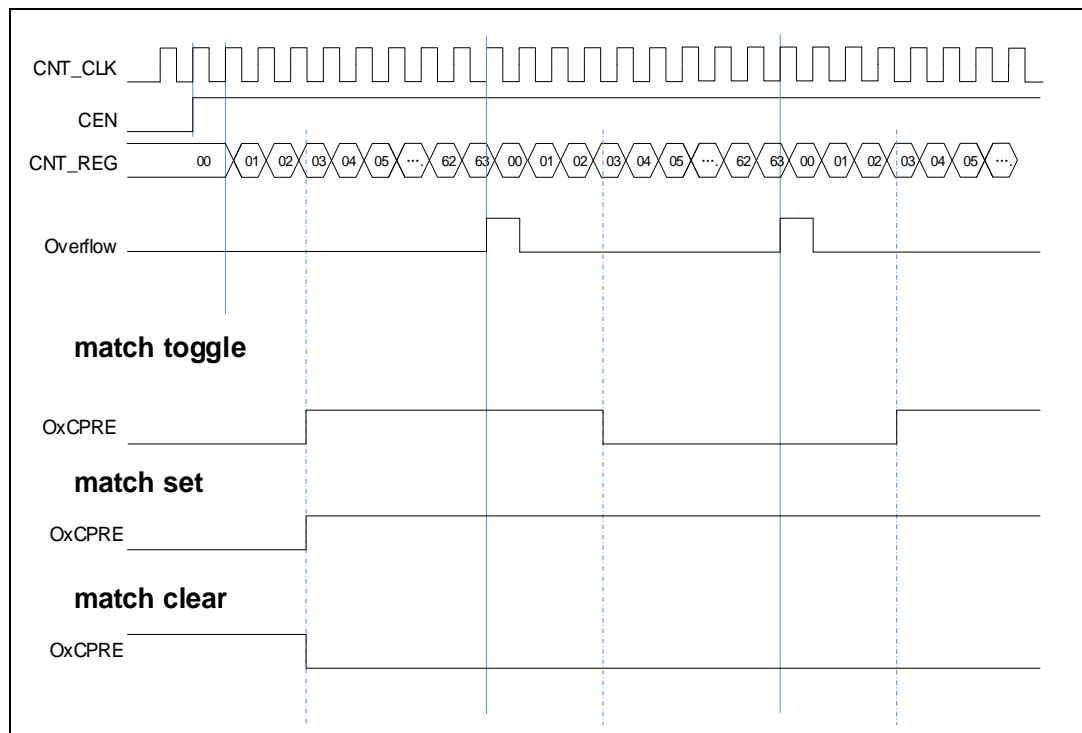 CNT_CLK
CEN
CNT_REG 00 01 02 03 04 05 ···. 62 63 00 01 02 03 04 05 ···. 62 63 00 01 02 03 04 05 ···.
Overflow
match toggle
OxCPRE
match set
OxCPRE
match clear
OxCPRE